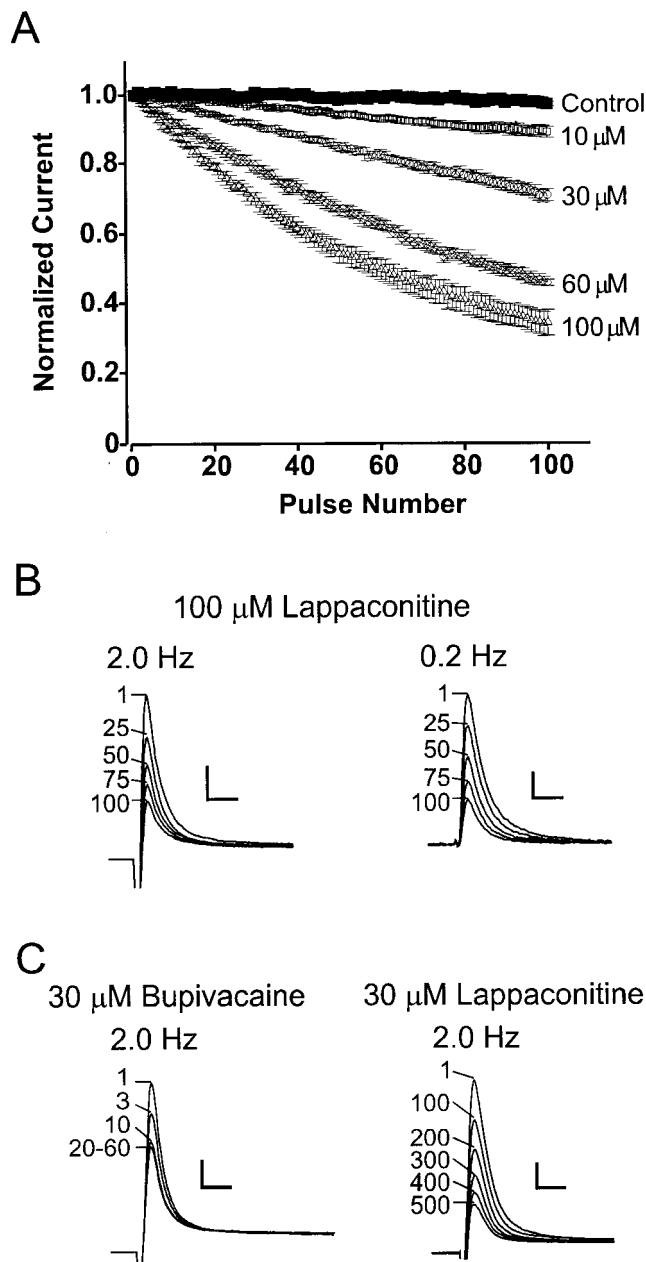 A
Normalized Current
1.0
0.8
0.6
0.4
0.2
0
0 20 40 60 80 100
Pulse Number
Control
10 µM
30 µM
60 µM
100 µM
B
100 µM Lappaconitine
2.0 Hz
1
25
50
75
100
0.2 Hz
1
25
50
75
100
C
30 µM Bupivacaine
2.0 Hz
1
3
10
20-60
30 µM Lappaconitine
2.0 Hz
1
100
200
300
400
500